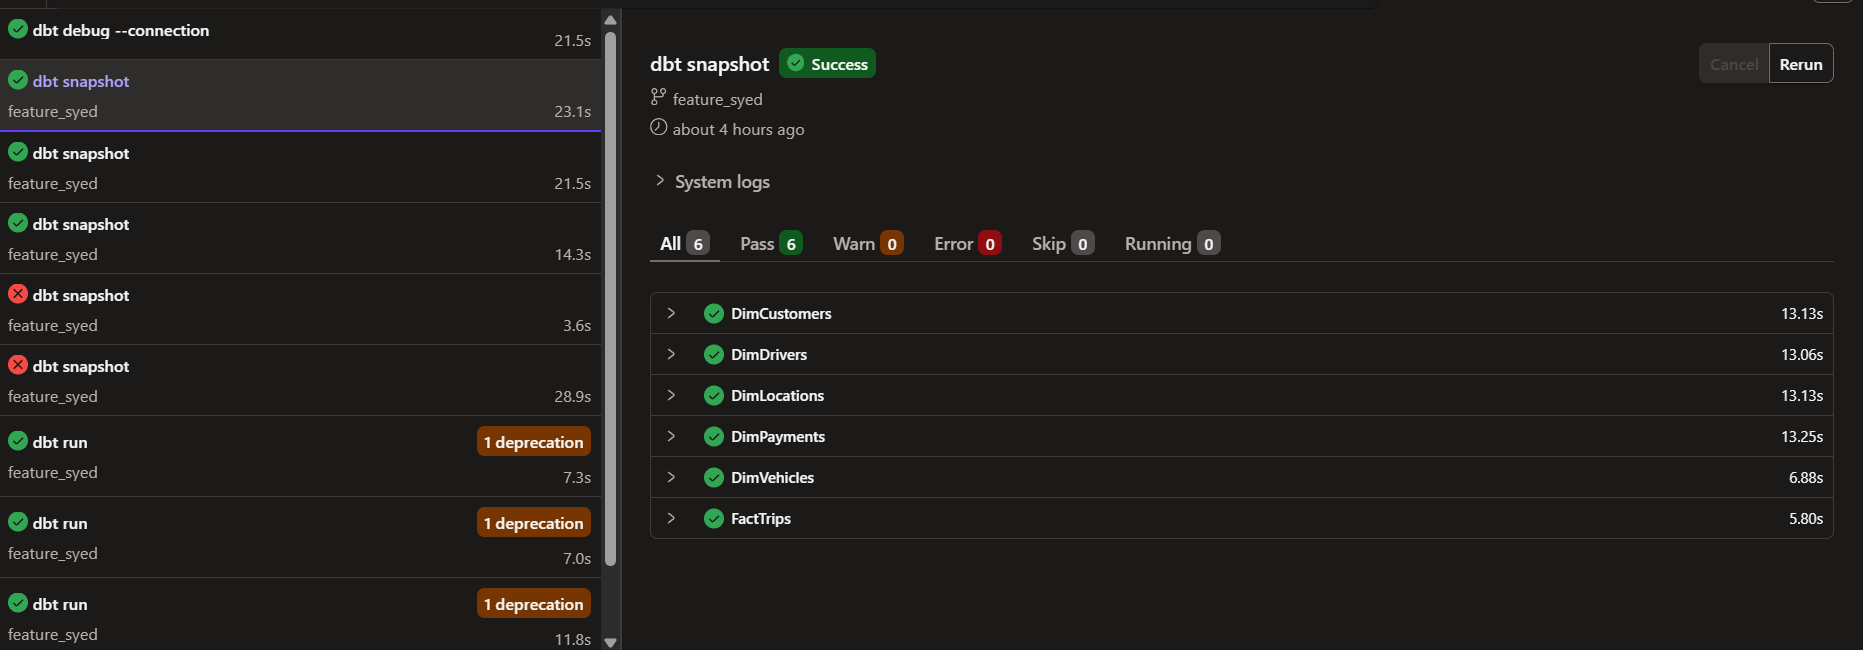 dbt debug --connection
21.5s
dbt snapshot
feature_syed
23.1s
dbt snapshot
feature_syed
21.5s
dbt snapshot
feature_syed
14.3s
dbt snapshot
feature_syed
3.6s
dbt snapshot
feature_syed
28.9s
dbt run
1 deprecation
feature_syed
7.3s
dbt run
1 deprecation
feature_syed
7.0s
dbt run
1 deprecation
feature_syed
11.8s
dbt snapshot Success
Cancel Rerun
feature_syed
about 4 hours ago
System logs
All 6 Pass 6 Warn 0 Error 0 Skip 0 Running 0
DimCustomers 13.13s
DimDrivers 13.06s
DimLocations 13.13s
DimPayments 13.25s
DimVehicles 6.88s
FactTrips 5.80s